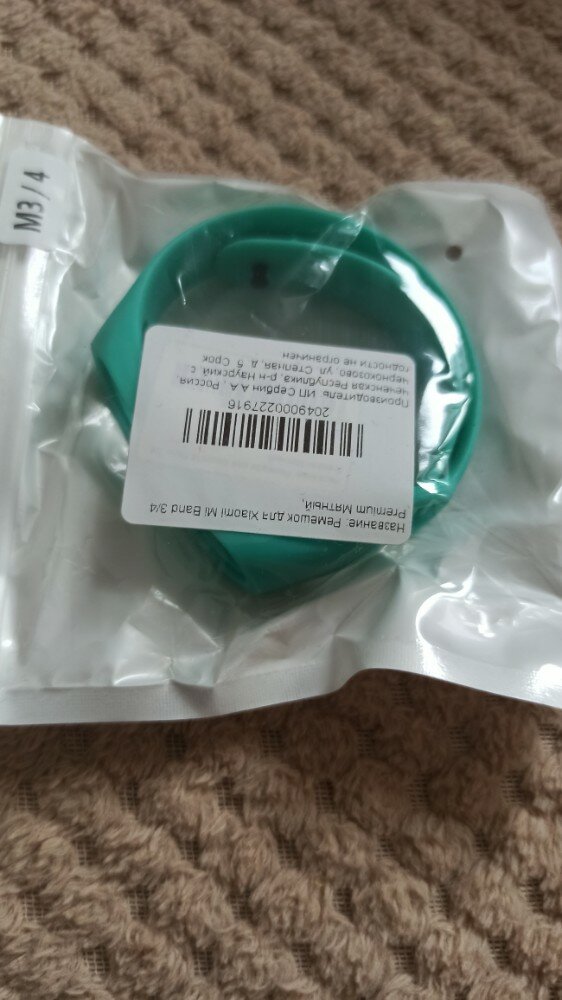 М3/4
Название: Ремешок для Xiaomi Mi Band 3/4
Premium Мятный,
2049000227916
Производитель: ИП Сербин А.А., Россия,
Чеченская Республика, р-н Наурский, с.
Чернокозово, ул. Степная, д. 5. Срок
годности не ограничен